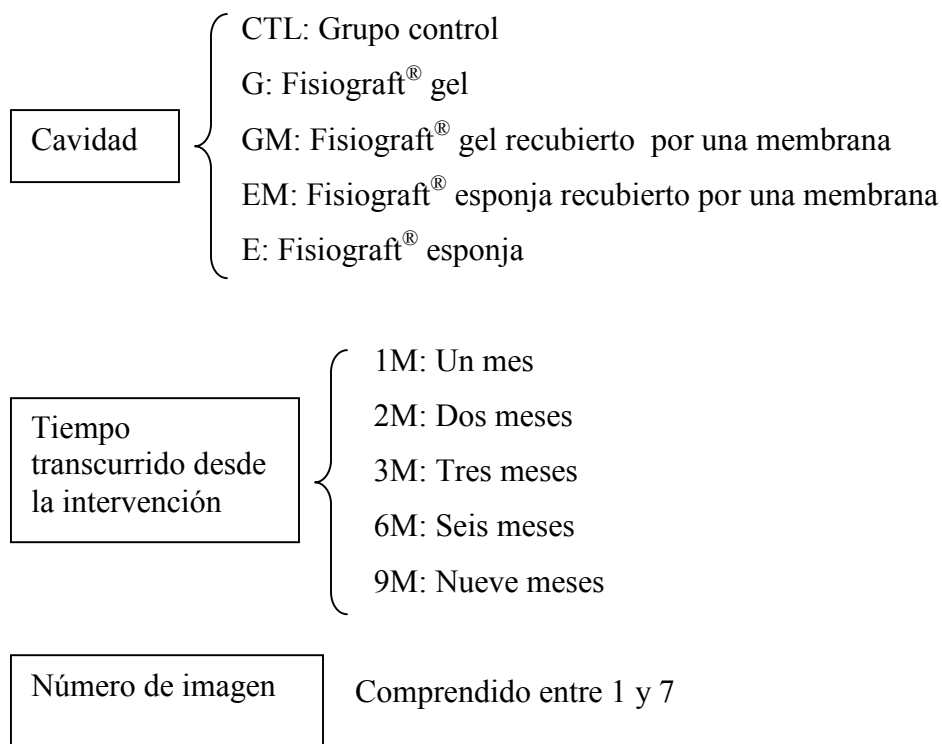 CTL: Grupo control
G: Fisiograft® gel
Cavidad
GM: Fisiograft® gel recubierto por una membrana
EM: Fisiograft® esponja recubierto por una membrana
E: Fisiograft® esponja
1M: Un mes
2M: Dos meses
Tiempo
transcurrido desde
la intervención
3M: Tres meses
6M: Seis meses
9M: Nueve meses
Número de imagen
Comprendido entre 1 y 7